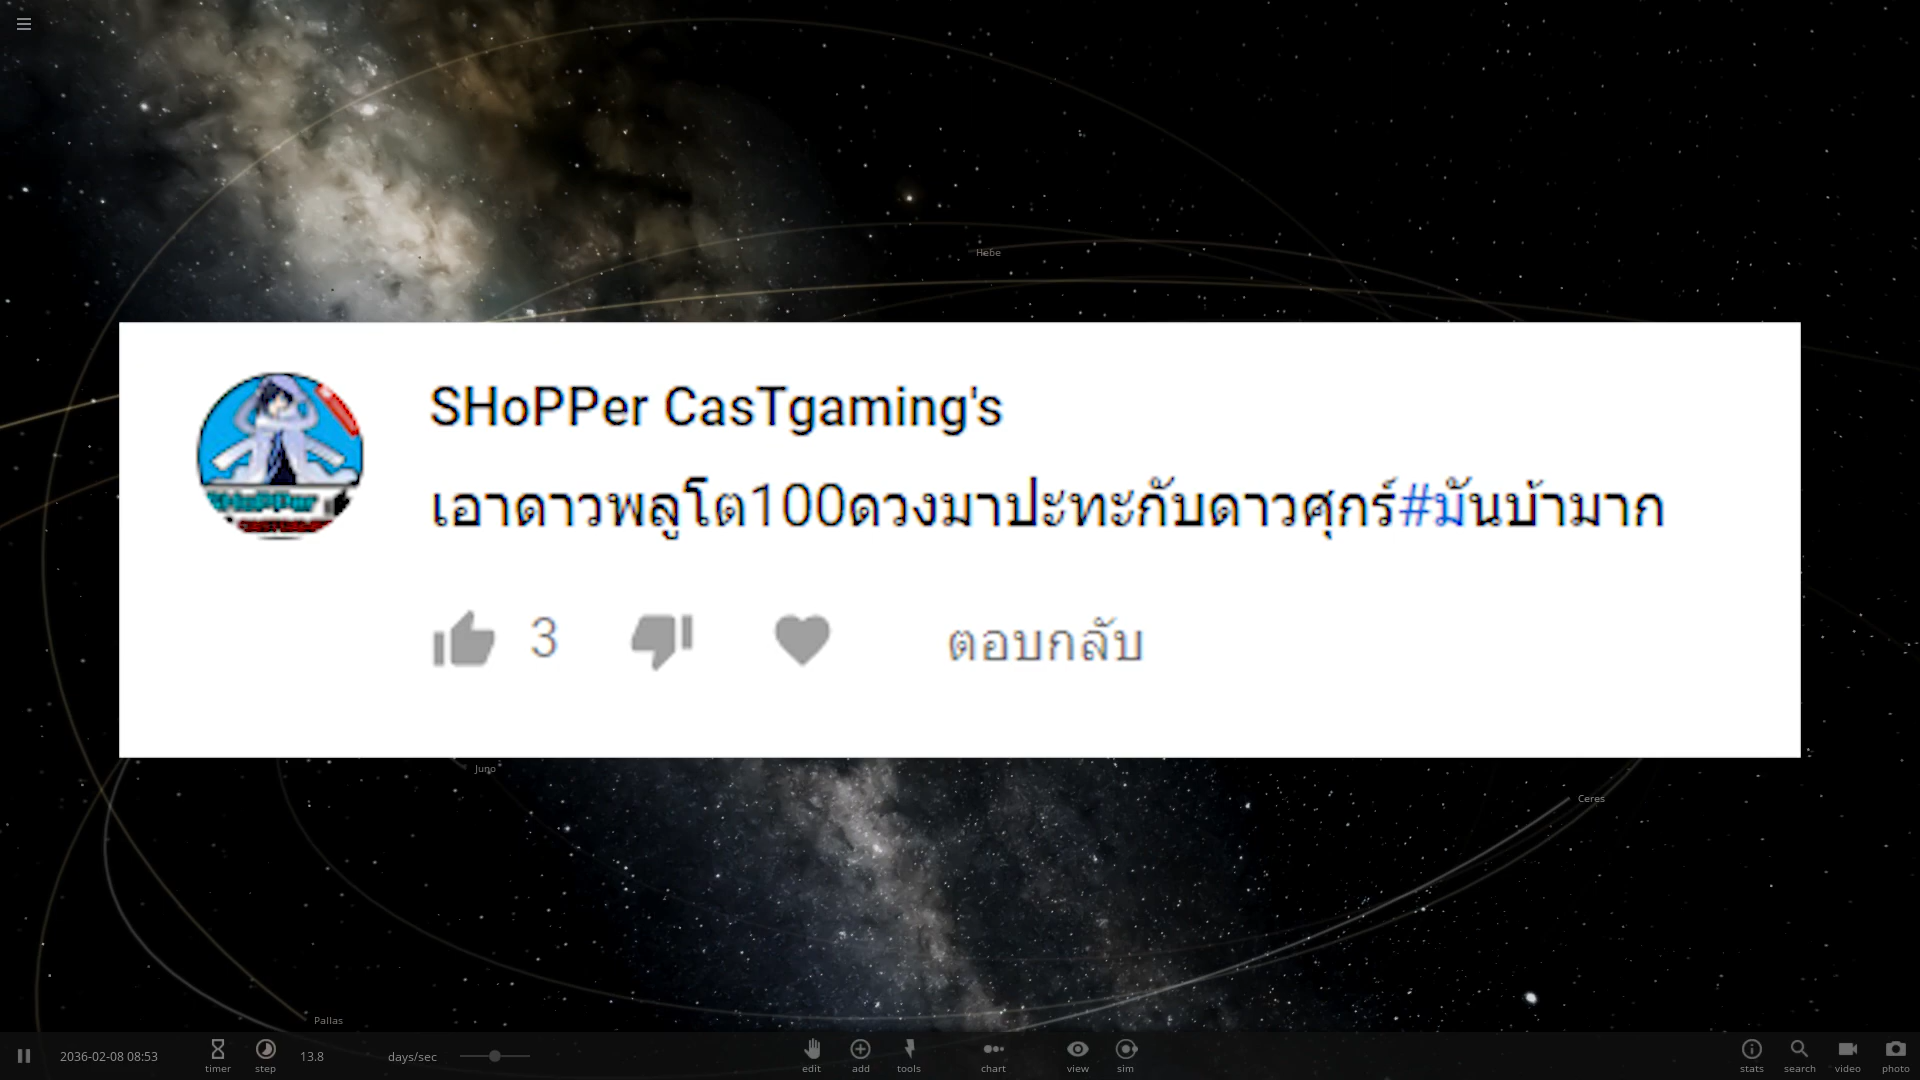 Hebe
SHoPPer CasTgaming's
เอาดาวพลูโต100ดวงมาปะทะกับดาวศุกร์#มันบ้ามาก
3
ตอบกลับ
SHoPPer
Juno
Ceres
Pallas
2036-02-08 08:53
timer
step
13.8
days/sec
edit
add
tools
chart
view
sim
stats
search
video
photo